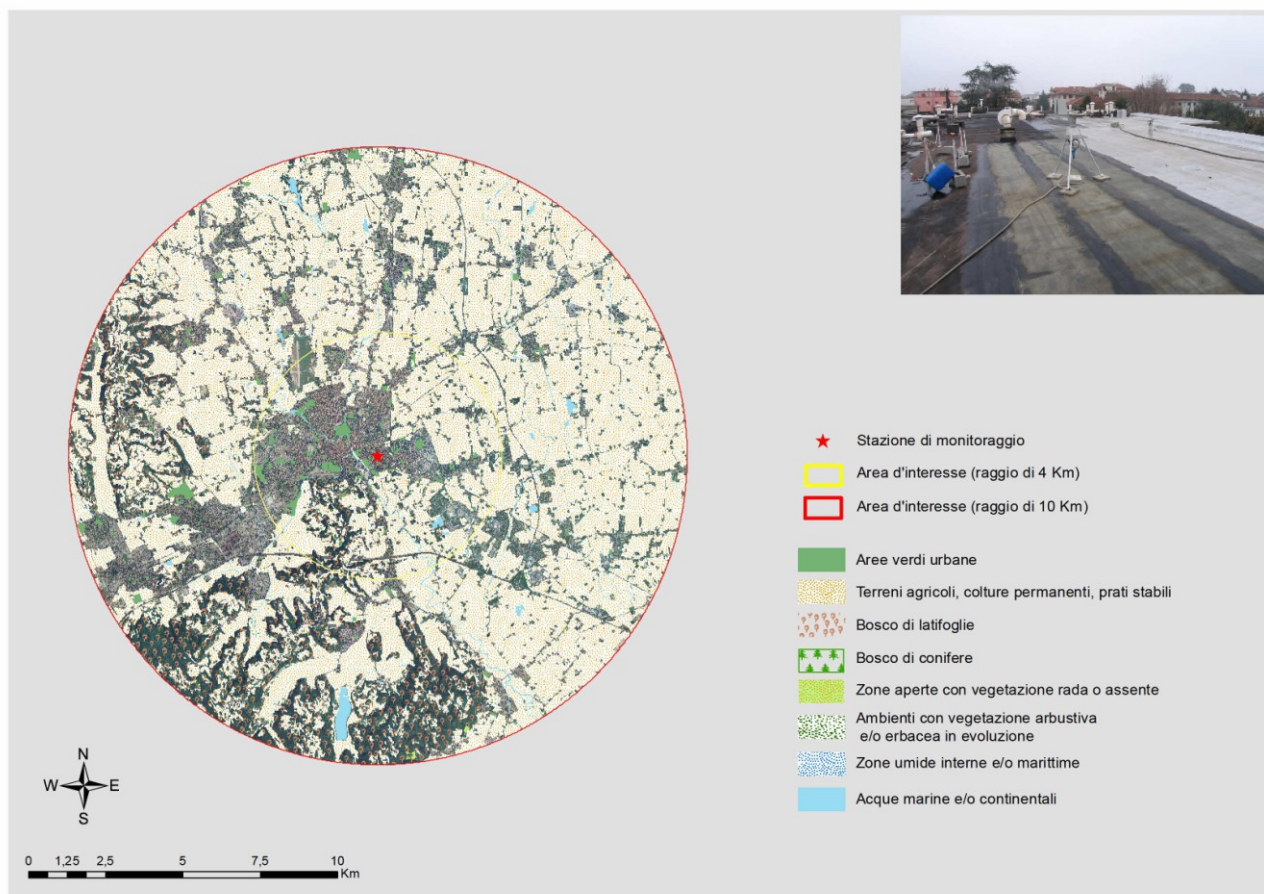 Stazione di monitoraggio
Area d'interesse (raggio di 4 Km)
Area d'interesse (raggio di 10 Km)
Aree verdi urbane
Terreni agricoli, colture permanenti, prati stabili
Bosco di latifoglie
Bosco di conifere
Zone aperte con vegetazione rada o assente
Ambienti con vegetazione arbustiva
e/o erbacea in evoluzione
Zone umide interne e/o marittime
Acque marine e/o continentali
N
W E
S
0 1,25 2,5 5 7,5 10
Km